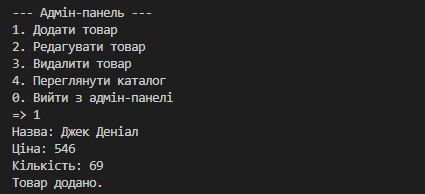 --- Адмін-панель ---
1. Додати товар
2. Редагувати товар
3. Видалити товар
4. Переглянути каталог
0. Вийти з адмін-панелі
=> 1
Назва: Джек Деніал
Ціна: 546
Кількість: 69
Товар додано.